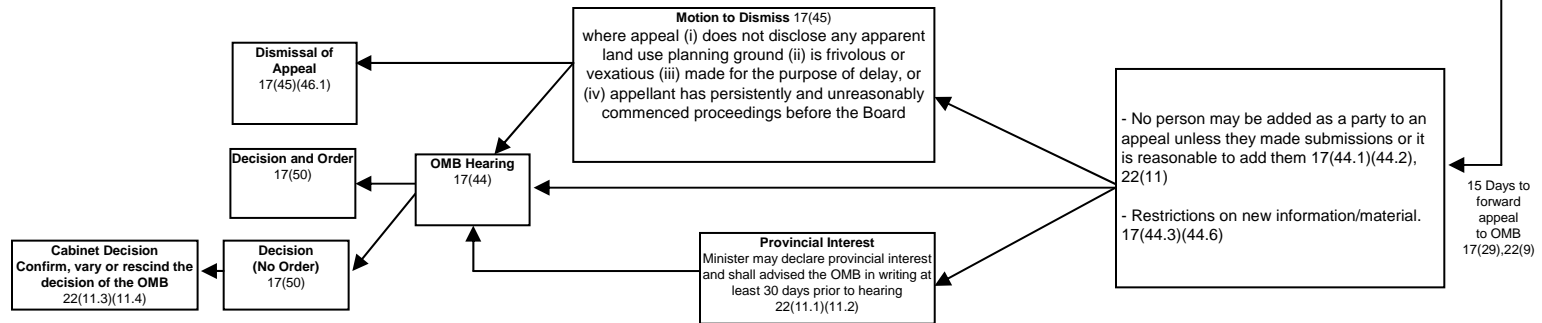 Motion to Dismiss 17(45)
where appeal (i) does not disclose any apparent
land use planning ground (ii) is frivolous or
vexatious (iii) made for the purpose of delay, or
(iv) appellant has persistently and unreasonably
commenced proceedings before the Board
Dismissal of
Appeal
17(45)(46.1)
- No person may be added as a party to an
appeal unless they made submissions or it
is reasonable to add them 17(44.1)(44.2),
22(11)
- Restrictions on new information/material.
17(44.3)(44.6)
15 Days to
forward
appeal
to OMB
17(29),22(9)
Decision and Order
17(50)
OMB Hearing
17(44)
Provincial Interest
Minister may declare provincial interest
and shall advised the OMB in writing at
least 30 days prior to hearing
22(11.1)(11.2)
Cabinet Decision
Confirm, vary or rescind the
decision of the OMB
22(11.3)(11.4)
Decision
(No Order)
17(50)